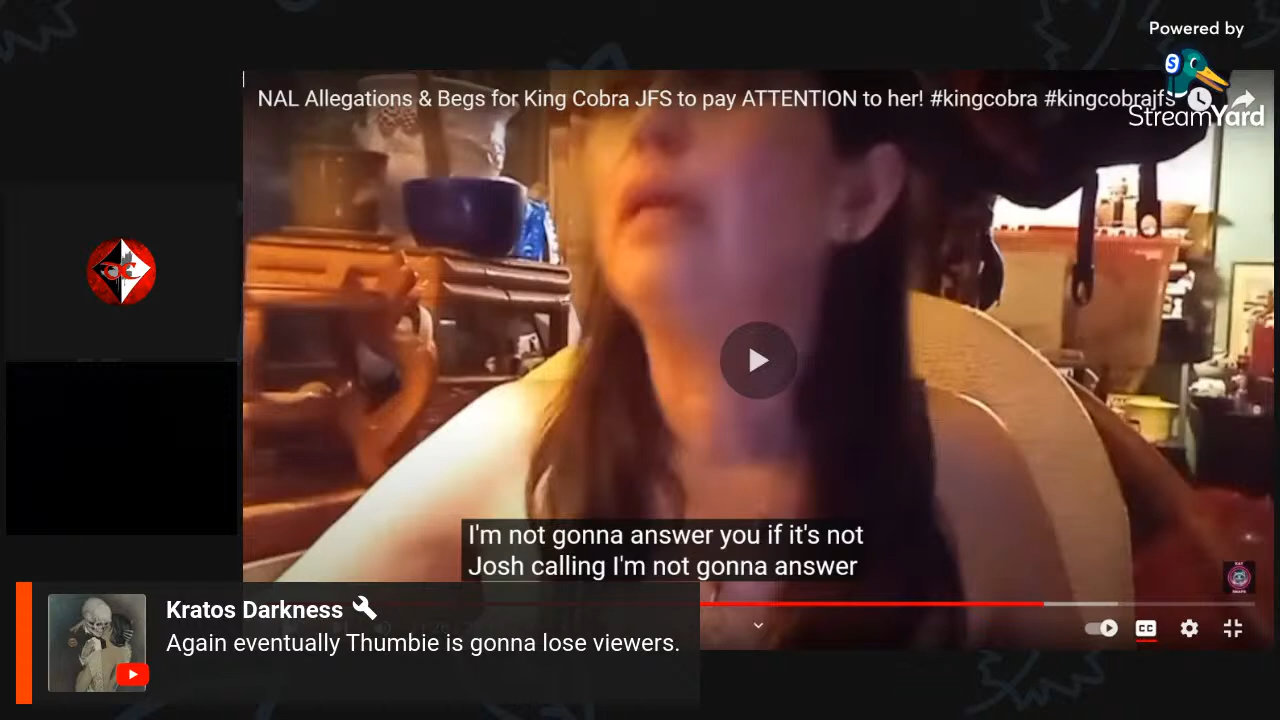 Powered by
StreamYard
NAL Allegations & Begs for King Cobra JFS to pay ATTENTION to her! #kingcobra #kingcobrajfs
I'm not gonna answer you if it's not
Josh calling I'm not gonna answer
Kratos Darkness
Again eventually Thumbie is gonna lose viewers.
CC